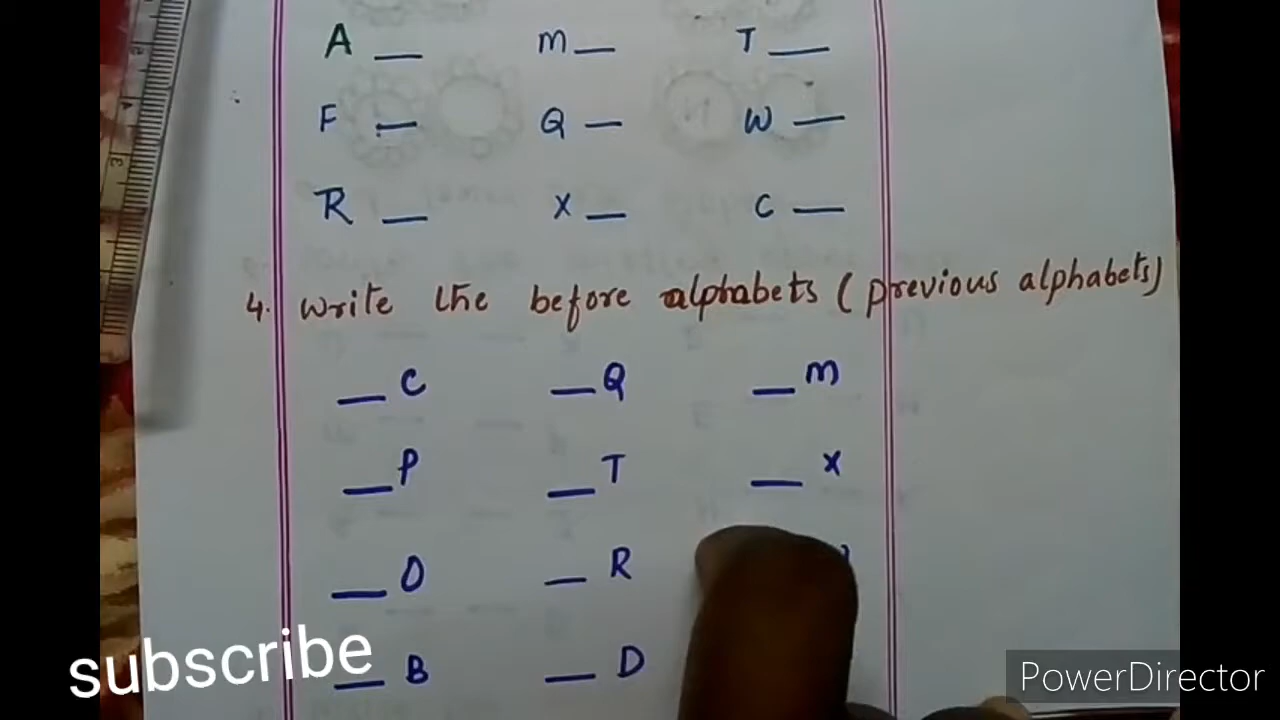 A __ m __ T __
F __ Q __ W __
R __ X __ C __
4. write the before alphabets (previous alphabets)
__ C __ Q __ m
__ P __ T __ X
__ O __ R
__ B __ D
subscribe
PowerDirector